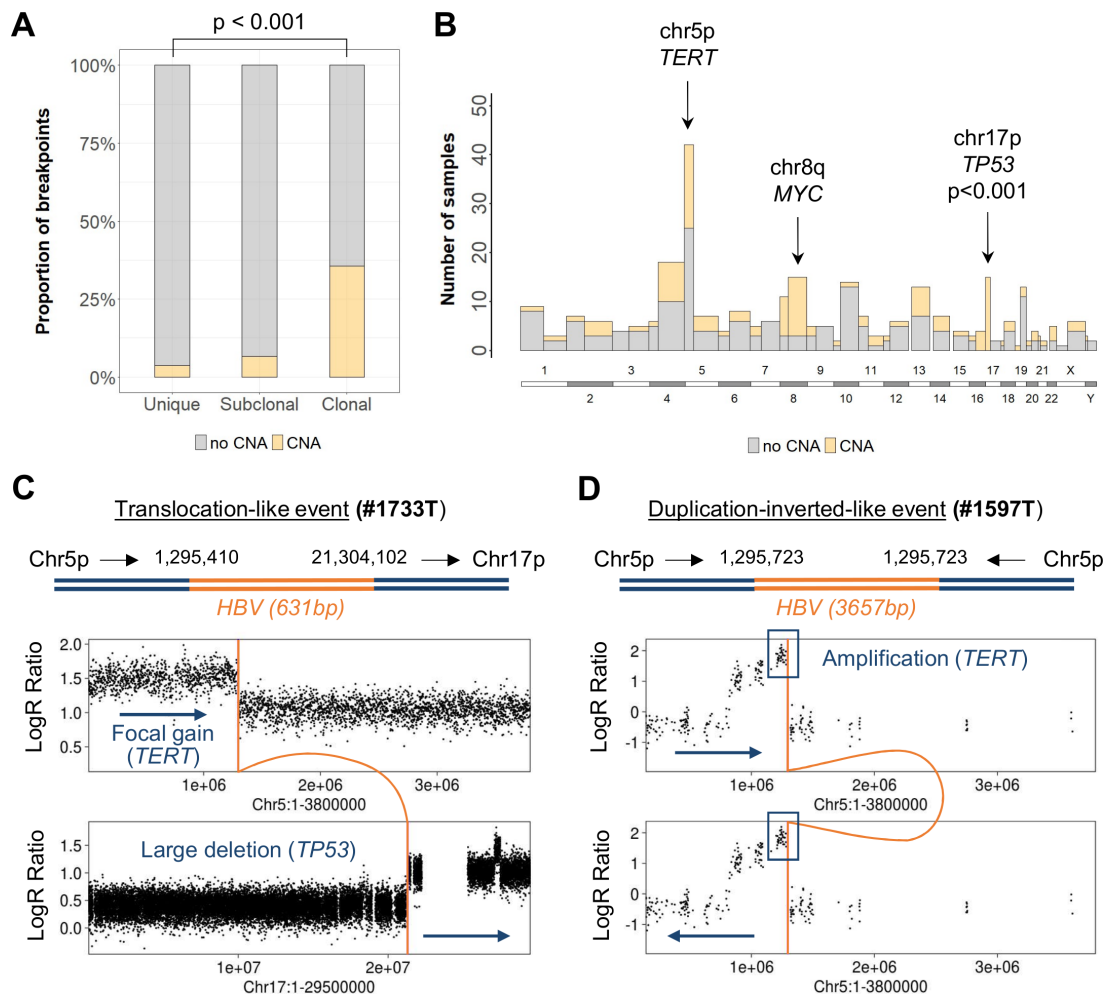 A
p < 0.001
Proportion of breakpoints
100%
75%
50%
25%
0%
Unique Subclonal Clonal
no CNA CNA
B
chr5p
TERT
chr8q
MYC
chr17p
TP53
p<0.001
Number of samples
50
40
30
20
10
0
1 3 5 7 9 11 13 15 17 19 21 X
2 4 6 8 10 12 14 16 18 20 22 Y
no CNA CNA
C
Translocation-like event (#1733T)
Chr5p 1,295,410 21,304,102 Chr17p
HBV (631bp)
LogR Ratio
2.0
1.5
1.0
0.5
Focal gain
(TERT)
1e+06 2e+06 3e+06
Chr5:1-3800000
LogR Ratio
1.5
1.0
0.5
0.0
Large deletion (TP53)
1e+07 2e+07
Chr17:1-29500000
D
Duplication-inverted-like event (#1597T)
Chr5p 1,295,723 1,295,723 Chr5p
HBV (3657bp)
LogR Ratio
2
1
0
-1
Amplification (TERT)
1e+06 2e+06 3e+06
Chr5:1-3800000
LogR Ratio
2
1
0
-1
1e+06 2e+06 3e+06
Chr5:1-3800000